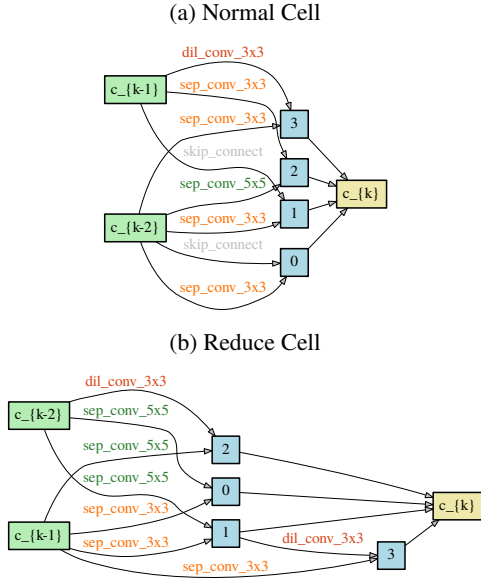 (a) Normal Cell
dil_conv_3x3
c_{k-1}
sep_conv_3x3
sep_conv_3x3
3
skip_connect
2
sep_conv_5x5
c_{k}
1
sep_conv_3x3
c_{k-2}
skip_connect
0
sep_conv_3x3
(b) Reduce Cell
dil_conv_3x3
c_{k-2}
sep_conv_5x5
sep_conv_5x5
2
sep_conv_5x5
0
c_{k}
sep_conv_3x3
1
c_{k-1}
dil_conv_3x3
sep_conv_3x3
3
sep_conv_3x3